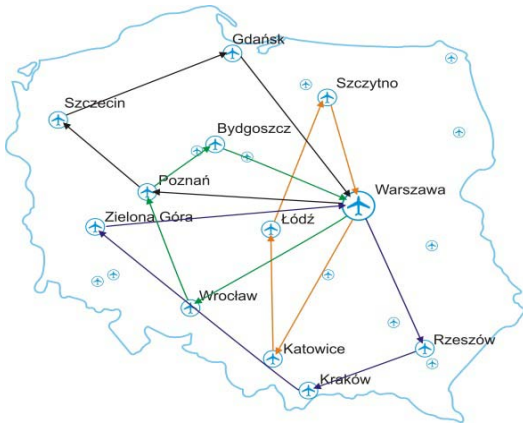 Gdańsk
Szczytno
Szczecin
Bydgoszcz
Poznań
Warszawa
Zielona Góra
Łódź
Wrocław
Rzeszów
Katowice
Kraków